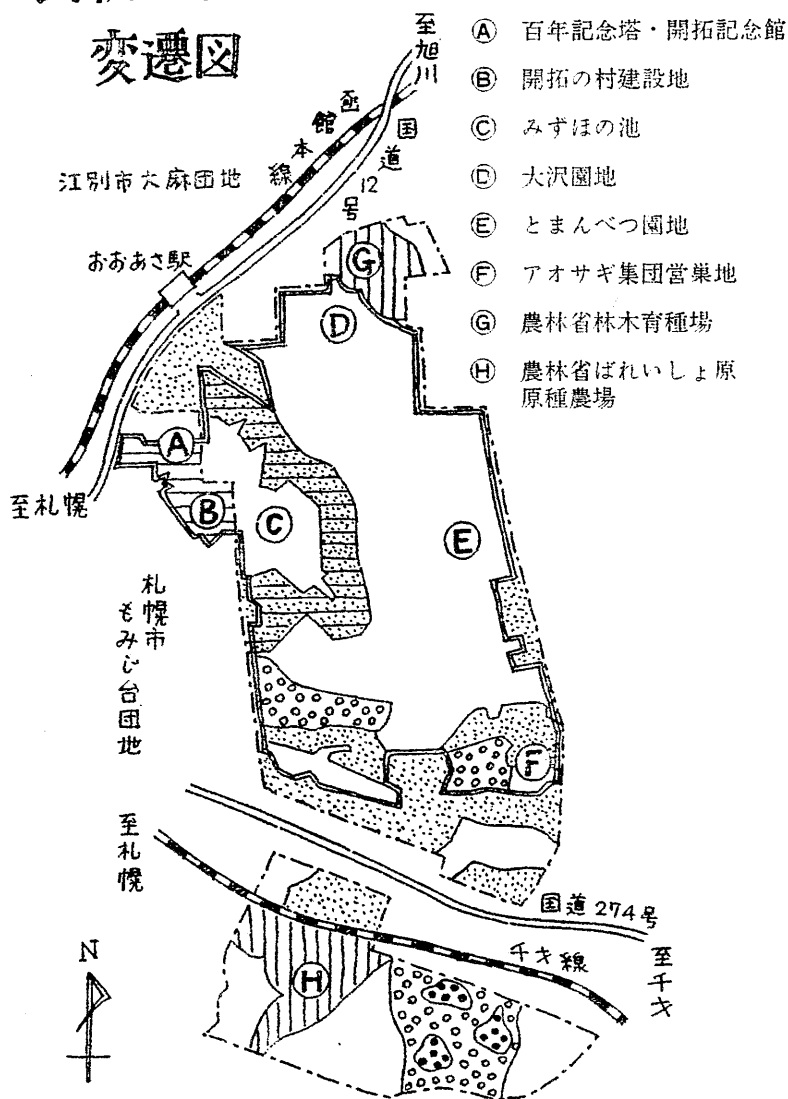 変遷図
至旭川
函館本線
国道12号
江別市大麻団地
おおあさ駅
至札幌
Ⓐ 百年記念塔・開拓記念館
Ⓑ 開拓の村建設地
Ⓒ みずほの池
Ⓓ 大沢園地
Ⓔ とまんべつ園地
Ⓕ アオサギ集団営巣地
Ⓖ 農林省林木育種場
Ⓗ 農林省ばれいしょ原
原種農場
G
D
A
B
C
E
F
H
札幌市
もみじ台団地
至札幌
国道274号
千才線
至千才
N